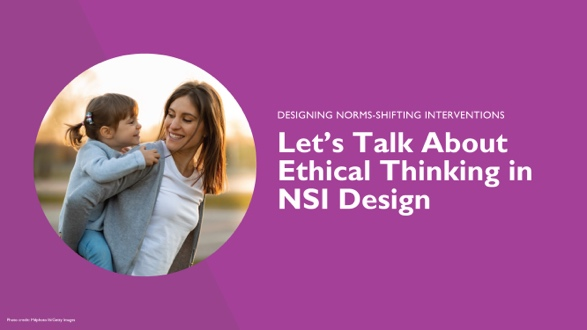 DESIGNING NORMS-SHIFTING INTERVENTIONS
Let's Talk About
Ethical Thinking in
NSI Design